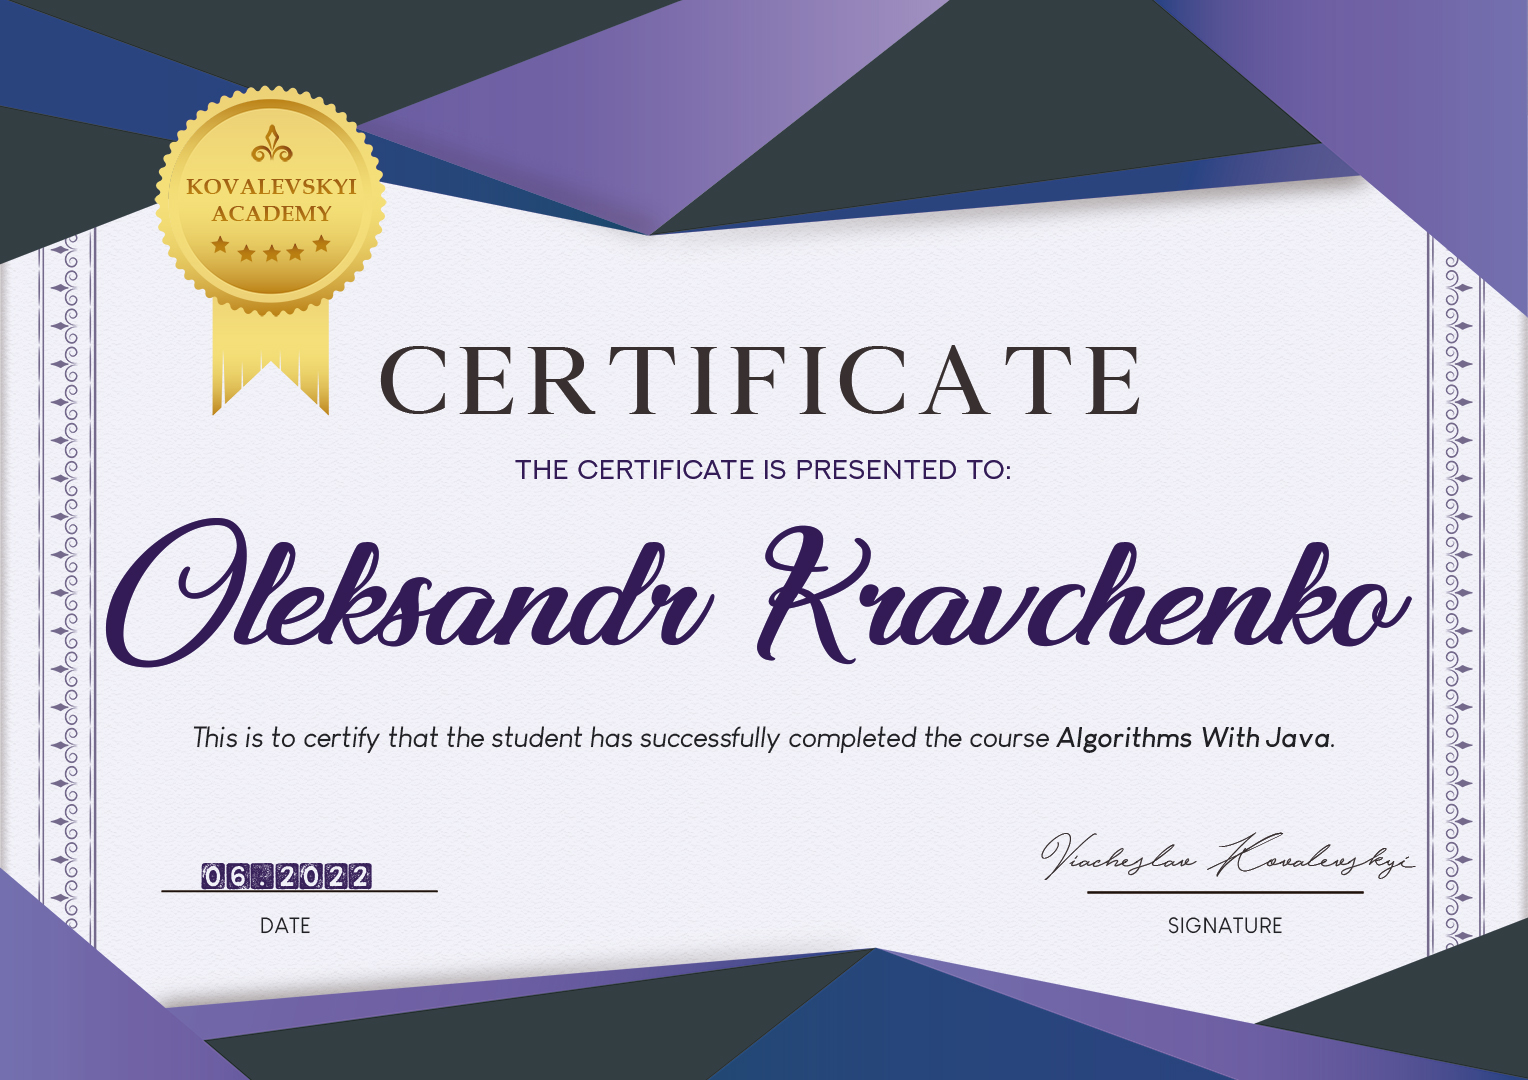 KOVALEVSKYI
ACADEMY
CERTIFICATE
THE CERTIFICATE IS PRESENTED TO:
Oleksandr Kravchenko
This is to certify that the student has successfully completed the course Algorithms With Java.
06.2022
Viacheslav Kovalevskyi
DATE
SIGNATURE